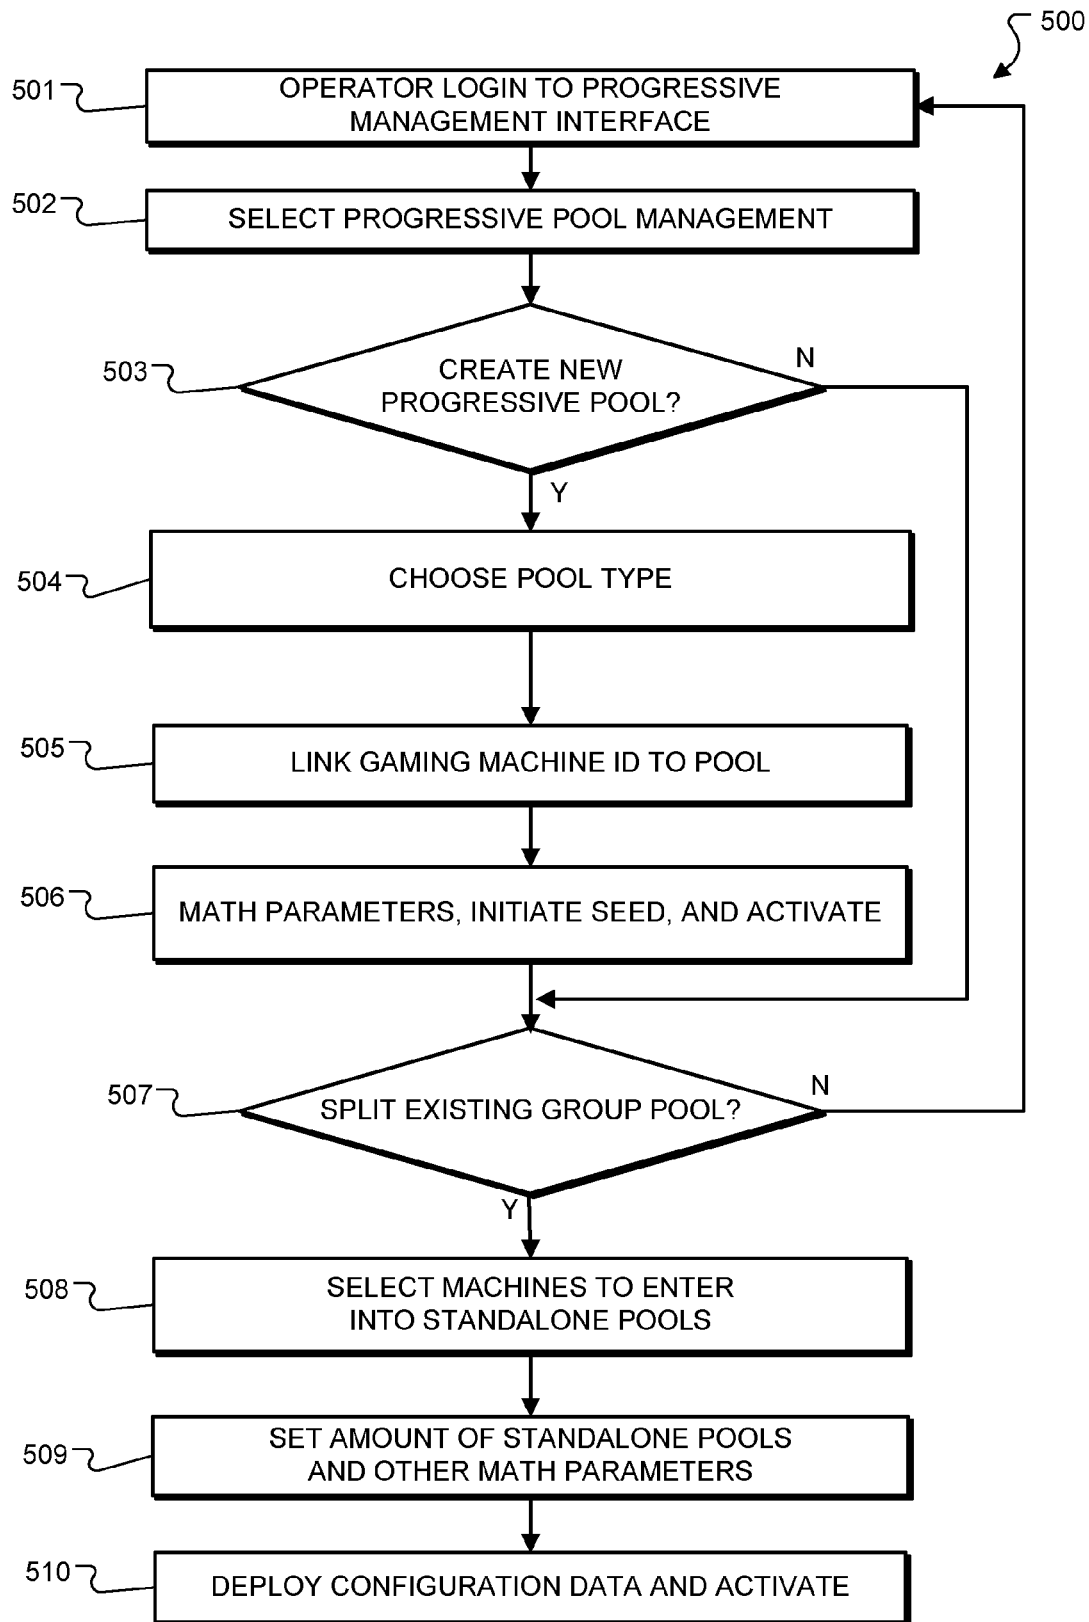 500
501
OPERATOR LOGIN TO PROGRESSIVE
MANAGEMENT INTERFACE
502
SELECT PROGRESSIVE POOL MANAGEMENT
503
CREATE NEW
PROGRESSIVE POOL?
N
Y
504
CHOOSE POOL TYPE
505
LINK GAMING MACHINE ID TO POOL
506
MATH PARAMETERS, INITIATE SEED, AND ACTIVATE
507
SPLIT EXISTING GROUP POOL?
N
Y
508
SELECT MACHINES TO ENTER
INTO STANDALONE POOLS
509
SET AMOUNT OF STANDALONE POOLS
AND OTHER MATH PARAMETERS
510
DEPLOY CONFIGURATION DATA AND ACTIVATE